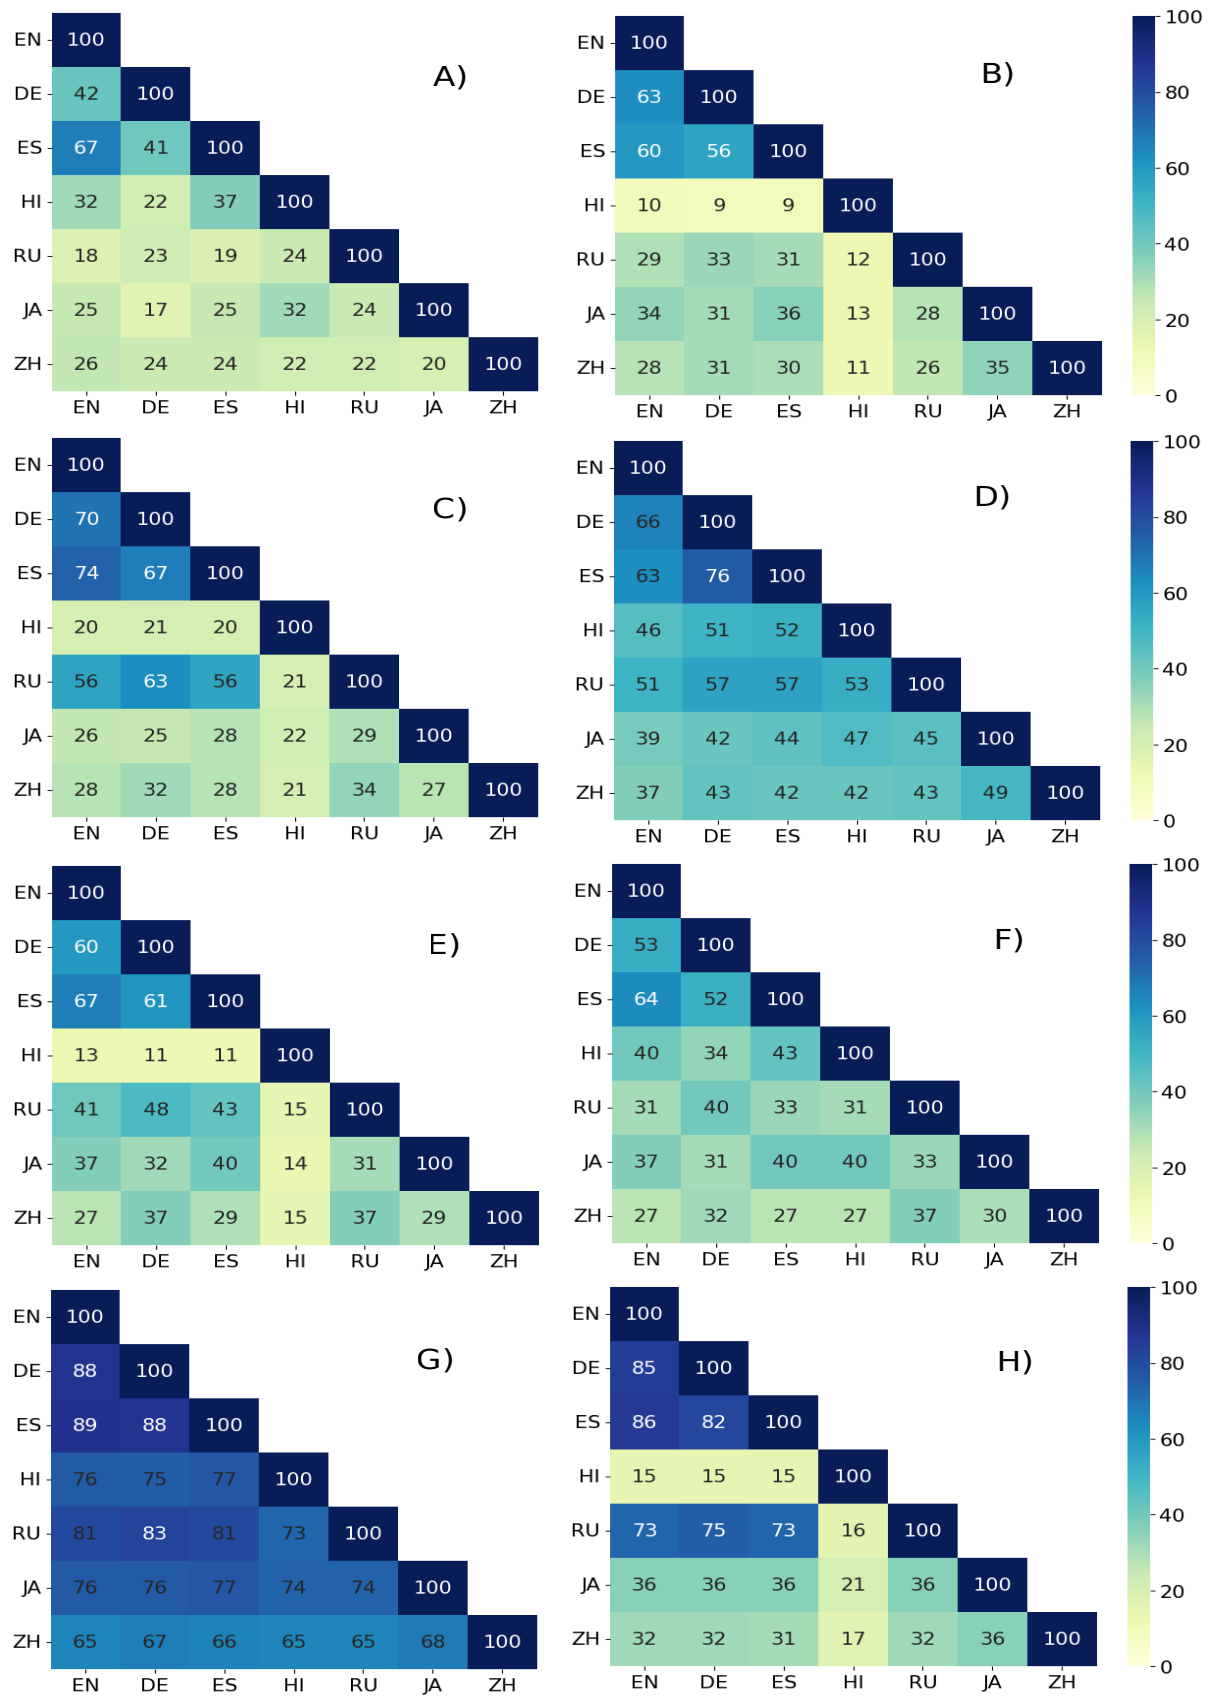 A)
EN 100
DE 42 100
ES 67 41 100
HI 32 22 37 100
RU 18 23 19 24 100
JA 25 17 25 32 24 100
ZH 26 24 24 22 22 20 100
EN DE ES HI RU JA ZH
B)
EN 100
DE 63 100
ES 60 56 100
HI 10 9 9 100
RU 29 33 31 12 100
JA 34 31 36 13 28 100
ZH 28 31 30 11 26 35 100
EN DE ES HI RU JA ZH
100
80
60
40
20
0
C)
EN 100
DE 70 100
ES 74 67 100
HI 20 21 20 100
RU 56 63 56 21 100
JA 26 25 28 22 29 100
ZH 28 32 28 21 34 27 100
EN DE ES HI RU JA ZH
D)
EN 100
DE 66 100
ES 63 76 100
HI 46 51 52 100
RU 51 57 57 53 100
JA 39 42 44 47 45 100
ZH 37 43 42 42 43 49 100
EN DE ES HI RU JA ZH
100
80
60
40
20
0
E)
EN 100
DE 60 100
ES 67 61 100
HI 13 11 11 100
RU 41 48 43 15 100
JA 37 32 40 14 31 100
ZH 27 37 29 15 37 29 100
EN DE ES HI RU JA ZH
F)
EN 100
DE 53 100
ES 64 52 100
HI 40 34 43 100
RU 31 40 33 31 100
JA 37 31 40 40 33 100
ZH 27 32 27 27 37 30 100
EN DE ES HI RU JA ZH
100
80
60
40
20
0
G)
EN 100
DE 88 100
ES 89 88 100
HI 76 75 77 100
RU 81 83 81 73 100
JA 76 76 77 74 74 100
ZH 65 67 66 65 65 68 100
EN DE ES HI RU JA ZH
H)
EN 100
DE 85 100
ES 86 82 100
HI 15 15 15 100
RU 73 75 73 16 100
JA 36 36 36 21 36 100
ZH 32 32 31 17 32 36 100
EN DE ES HI RU JA ZH
100
80
60
40
20
0